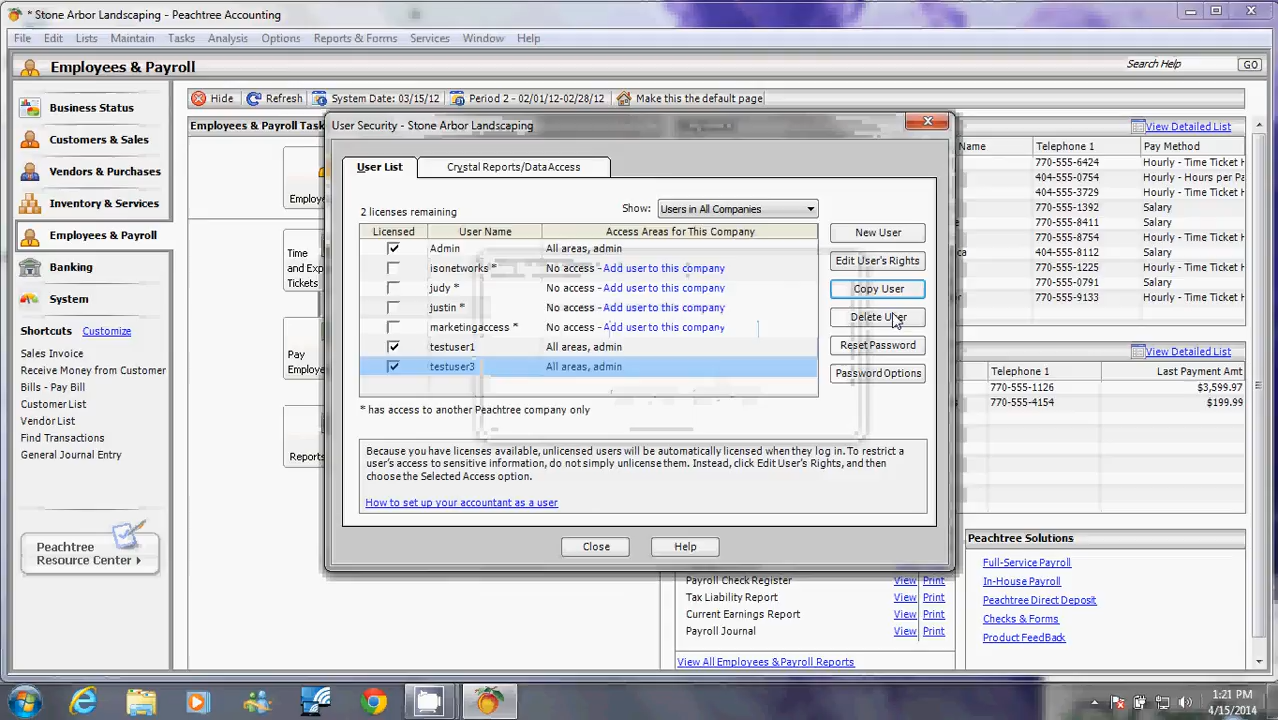 * Stone Arbor Landscaping - Peachtree Accounting
File Edit Lists Maintain Tasks Analysis Options Reports & Forms Services Window Help
Employees & Payroll
Search Help
GO
Business Status
Customers & Sales
Vendors & Purchases
Inventory & Services
Employees & Payroll
Banking
System
Shortcuts Customize
Sales Invoice
Receive Money from Customer
Bills - Pay Bill
Customer List
Vendor List
Find Transactions
General Journal Entry
Peachtree
Resource Center
Hide Refresh System Date: 03/15/12 Period 2 - 02/01/12-02/28/12 Make this the default page
Employees & Payroll Task
Employe
Time
and Exp
Tickets
Pay
Employe
Reports
User Security - Stone Arbor Landscaping
User List Crystal Reports/DataAccess
2 licenses remaining
Show: Users in All Companies
Licensed User Name Access Areas for This Company
Admin All areas, admin
isonetworks * No access - Add user to this company
judy * No access - Add user to this company
justin * No access - Add user to this company
marketingaccess * No access - Add user to this company
testuser1 All areas, admin
testuser3 All areas, admin
* has access to another Peachtree company only
New User
Edit User's Rights
Copy User
Delete User
Reset Password
Password Options
Because you have licenses available, unlicensed users will be automatically licensed when they log in. To restrict a
user's access to sensitive information, do not simply unlicense them. Instead, click Edit User's Rights, and then
choose the Selected Access option.
How to set up your accountant as a user
Close Help
View Detailed List
Name Telephone 1 Pay Method
770-555-6424 Hourly - Time Ticket H
404-555-0754 Hourly - Hours per Pa
404-555-3729 Hourly - Time Ticket H
770-555-1392 Salary
770-555-8411 Salary
770-555-8213 Hourly - Time Ticket H
770-555-1225 Hourly - Time Ticket H
770-555-0791 Salary
770-555-9133 Hourly - Time Ticket H
View Detailed List
Telephone 1 Last Payment Amt
770-555-1126 $3,599.97
770-555-4154 $199.99
Payroll Check Register View Print
Tax Liability Report View Print
Current Earnings Report View Print
Payroll Journal View Print
View All Employees & Payroll Reports
Peachtree Solutions
Full-Service Payroll
In-House Payroll
Peachtree Direct Deposit
Checks & Forms
Product FeedBack
1:21 PM
4/15/2014